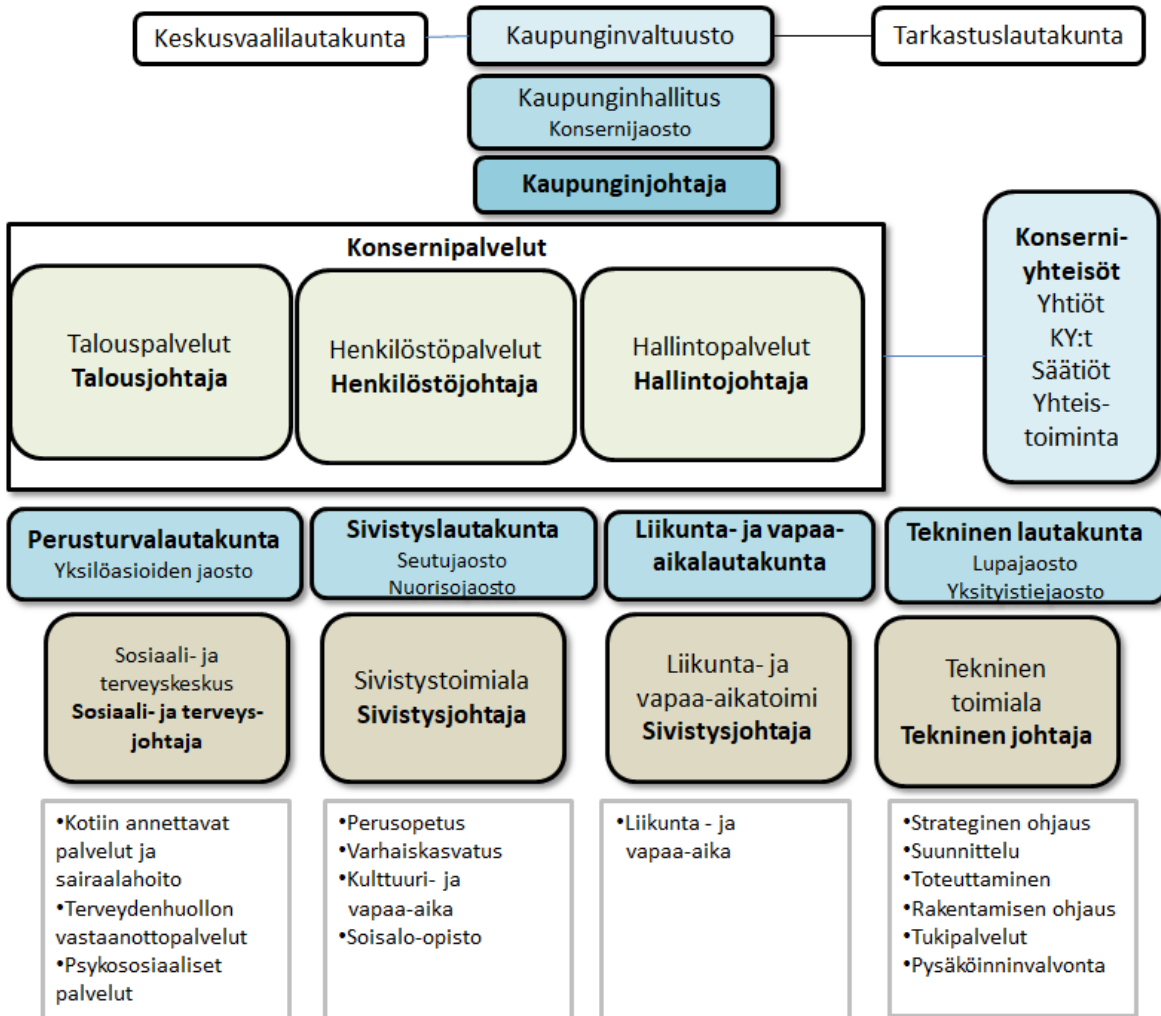 Keskusvaalilautakunta
Kaupunginvaltuusto
Tarkastuslautakunta
Kaupunginhallitus
Konsernijaosto
Kaupunginjohtaja
Konsernipalvelut
Talouspalvelut
Talousjohtaja
Henkilöstöpalvelut
Henkilöstöjohtaja
Hallintopalvelut
Hallintojohtaja
Konserni-
yhteisöt
Yhtiöt
KY:t
Säätiöt
Yhteis-
toiminta
Perusturvalautakunta
Yksilöasioiden jaosto
Sivistyslautakunta
Seutujaosto
Nuorisojaosto
Liikunta- ja vapaa-
aikalautakunta
Tekninen lautakunta
Lupajaosto
Yksityistiejaosto
Sosiaali- ja
terveyskeskus
Sosiaali- ja terveys-
johtaja
Sivistystoimiala
Sivistysjohtaja
Liikunta- ja
vapaa-aikatoimi
Sivistysjohtaja
Tekninen
toimiala
Tekninen johtaja
•Kotiin annettavat
palvelut ja
sairaalahoito
•Terveydenhuollon
vastaanottopalvelut
•Psykososiaaliset
palvelut
•Perusopetus
•Varhaiskasvatus
•Kulttuuri- ja
vapaa-aika
•Soisalo-opisto
•Liikunta - ja
vapaa-aika
•Strateginen ohjaus
•Suunnittelu
•Toteuttaminen
•Rakentamisen ohjaus
•Tukipalvelut
•Pysäköinninvalvonta